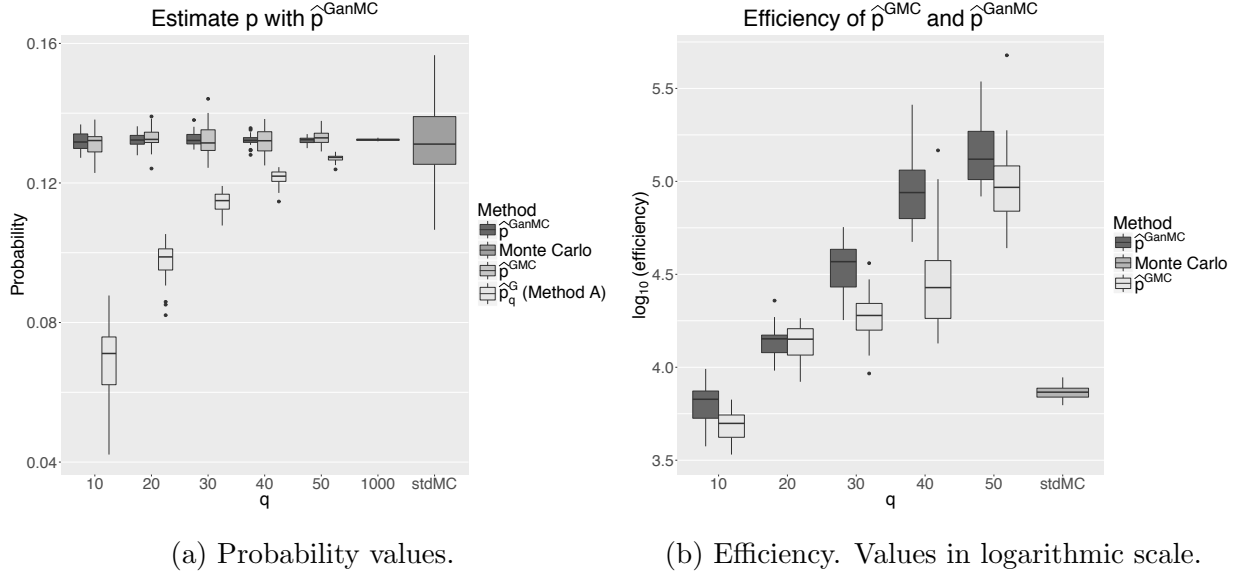 Estimate p with p̂^GanMC
0.16
0.12
0.08
0.04
Probability
10 20 30 40 50 1000 stdMC
q
Method
p̂^GanMC
Monte Carlo
p̂^GMC
p̂_q^G (Method A)
(a) Probability values.
Efficiency of p̂^GMC and p̂^GanMC
5.5
5.0
4.5
4.0
3.5
log₁₀ (efficiency)
10 20 30 40 50 stdMC
q
Method
p̂^GanMC
Monte Carlo
p̂^GMC
(b) Efficiency. Values in logarithmic scale.